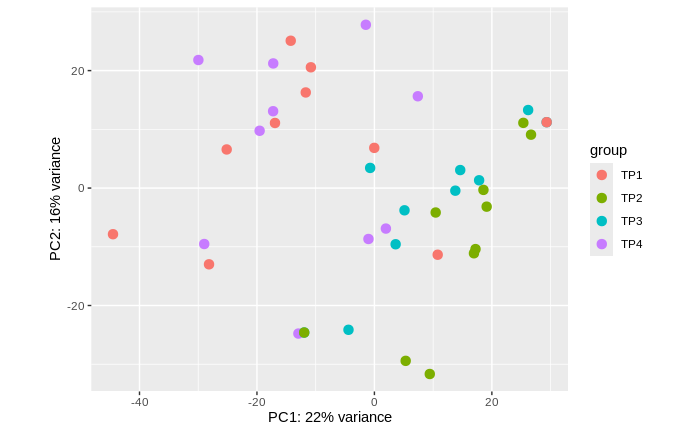 20
0
-20
PC2: 16% variance
-40
-20
0
20
PC1: 22% variance
group
TP1
TP2
TP3
TP4